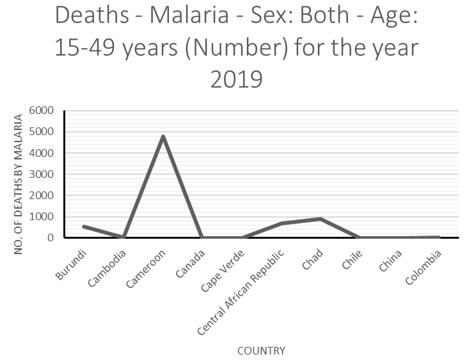 Deaths - Malaria - Sex: Both - Age:
15-49 years (Number) for the year
2019
NO. OF DEATHS BY MALARIA
6000
5000
4000
3000
2000
1000
0
Burundi
Cambodia
Cameroon
Canada
Cape Verde
Central African Republic
Chad
Chile
China
Colombia
COUNTRY